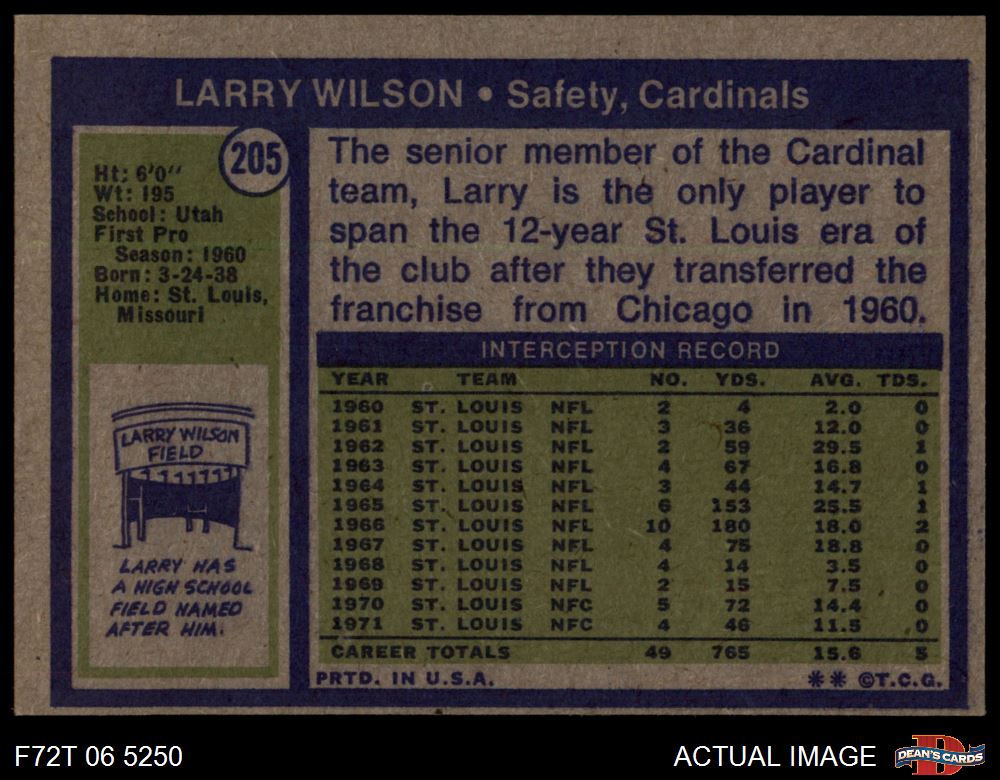 LARRY WILSON • Safety, Cardinals
205
Ht: 6'0"
Wt: 195
School: Utah
First Pro
Season: 1960
Born: 3-24-38
Home: St. Louis,
Missouri
LARRY WILSON
FIELD
LARRY HAS
A HIGH SCHOOL
FIELD NAMED
AFTER HIM.
The senior member of the Cardinal
team, Larry is the only player to
span the 12-year St. Louis era of
the club after they transferred the
franchise from Chicago in 1960.
INTERCEPTION RECORD
YEAR TEAM NO. YDS. AVG. TDS.
1960 ST. LOUIS NFL 2 4 2.0 0
1961 ST. LOUIS NFL 3 36 12.0 0
1962 ST. LOUIS NFL 2 59 29.5 1
1963 ST. LOUIS NFL 4 67 16.8 0
1964 ST. LOUIS NFL 3 44 14.7 1
1965 ST. LOUIS NFL 6 153 25.5 1
1966 ST. LOUIS NFL 10 180 18.0 2
1967 ST. LOUIS NFL 4 75 18.8 0
1968 ST. LOUIS NFL 4 14 3.5 0
1969 ST. LOUIS NFL 2 15 7.5 0
1970 ST. LOUIS NFC 5 72 14.4 0
1971 ST. LOUIS NFC 4 46 11.5 0
CAREER TOTALS 49 765 15.6 5
PRTD. IN U.S.A. ** ©T.C.G.
F72T 06 5250 ACTUAL IMAGE DEAN'S CARDS